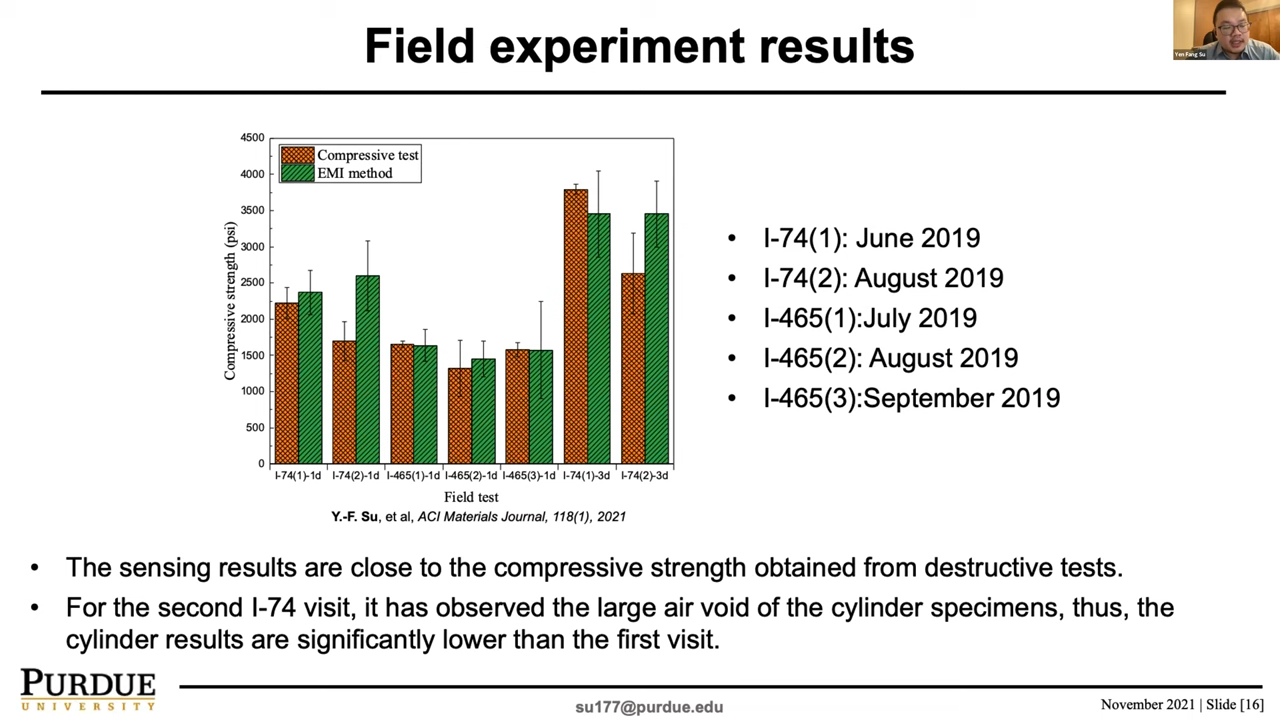 Field experiment results
Yen Fang Su
4500
4000
3500
3000
2500
2000
1500
1000
500
0
Compressive strength (psi)
Compressive test
EMI method
I-74(1)-1d
I-74(2)-1d
I-465(1)-1d
I-465(2)-1d
I-465(3)-1d
I-74(1)-3d
I-74(2)-3d
Field test
Y.-F. Su, et al, ACI Materials Journal, 118(1), 2021
• I-74(1): June 2019
• I-74(2): August 2019
• I-465(1):July 2019
• I-465(2): August 2019
• I-465(3):September 2019
• The sensing results are close to the compressive strength obtained from destructive tests.
• For the second I-74 visit, it has observed the large air void of the cylinder specimens, thus, the
cylinder results are significantly lower than the first visit.
PURDUE
UNIVERSITY
su177@purdue.edu
November 2021 | Slide [16]